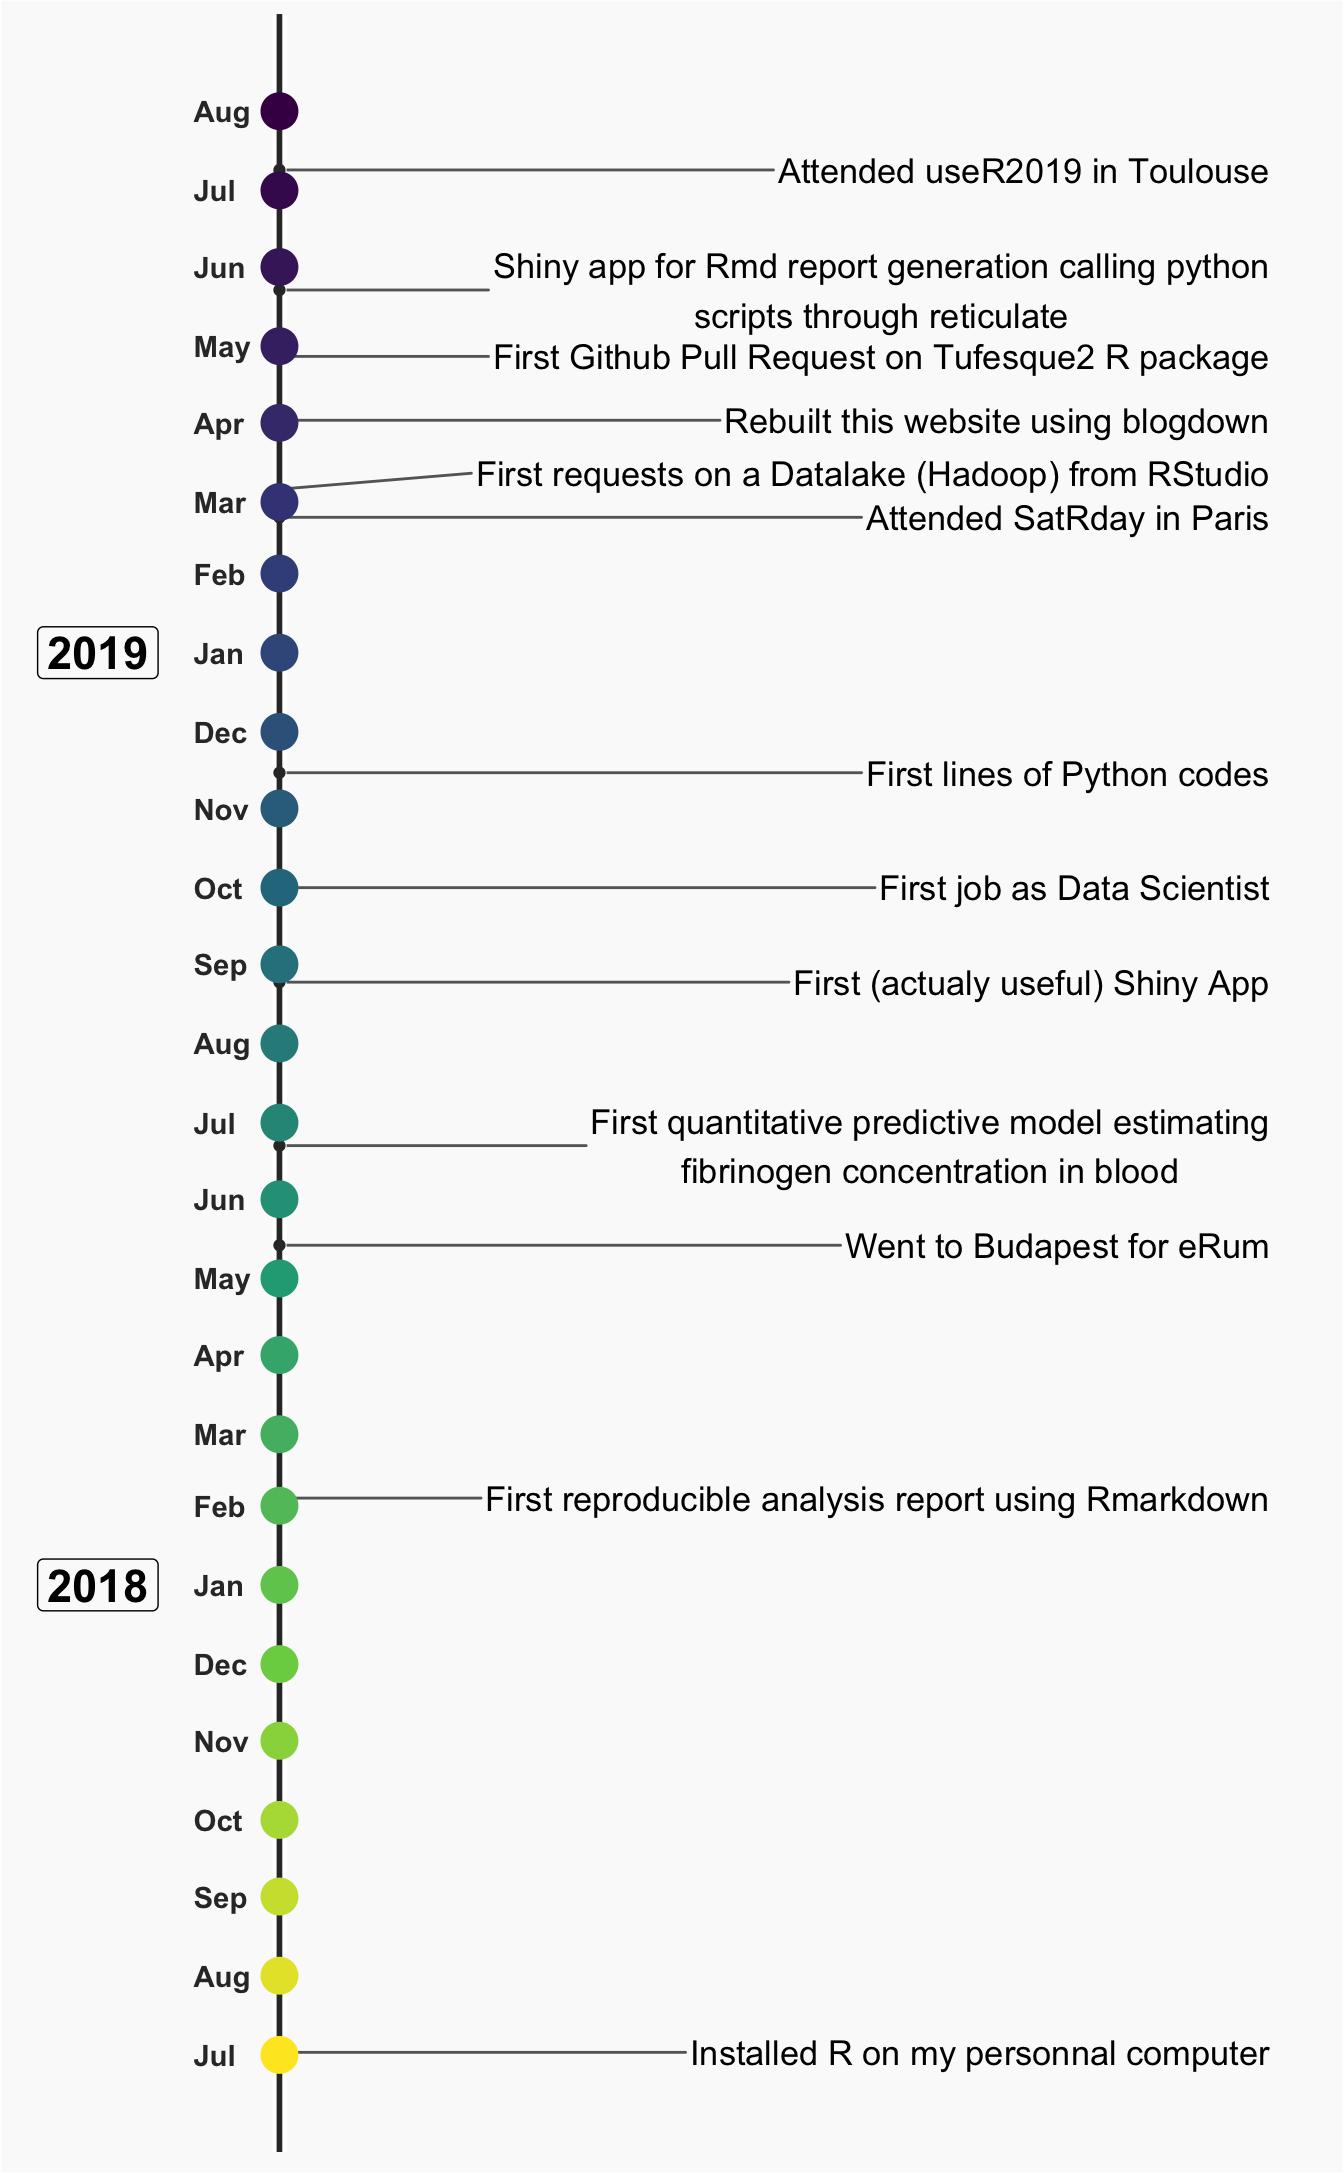 Aug
Attended useR2019 in Toulouse
Jul
Jun
Shiny app for Rmd report generation calling python
scripts through reticulate
May
First Github Pull Request on Tufesque2 R package
Apr
Rebuilt this website using blogdown
First requests on a Datalake (Hadoop) from RStudio
Mar
Attended SatRday in Paris
Feb
2019
Jan
Dec
First lines of Python codes
Nov
Oct
First job as Data Scientist
Sep
First (actualy useful) Shiny App
Aug
Jul
First quantitative predictive model estimating
fibrinogen concentration in blood
Jun
Went to Budapest for eRum
May
Apr
Mar
First reproducible analysis report using Rmarkdown
Feb
2018
Jan
Dec
Nov
Oct
Sep
Aug
Jul
Installed R on my personnal computer